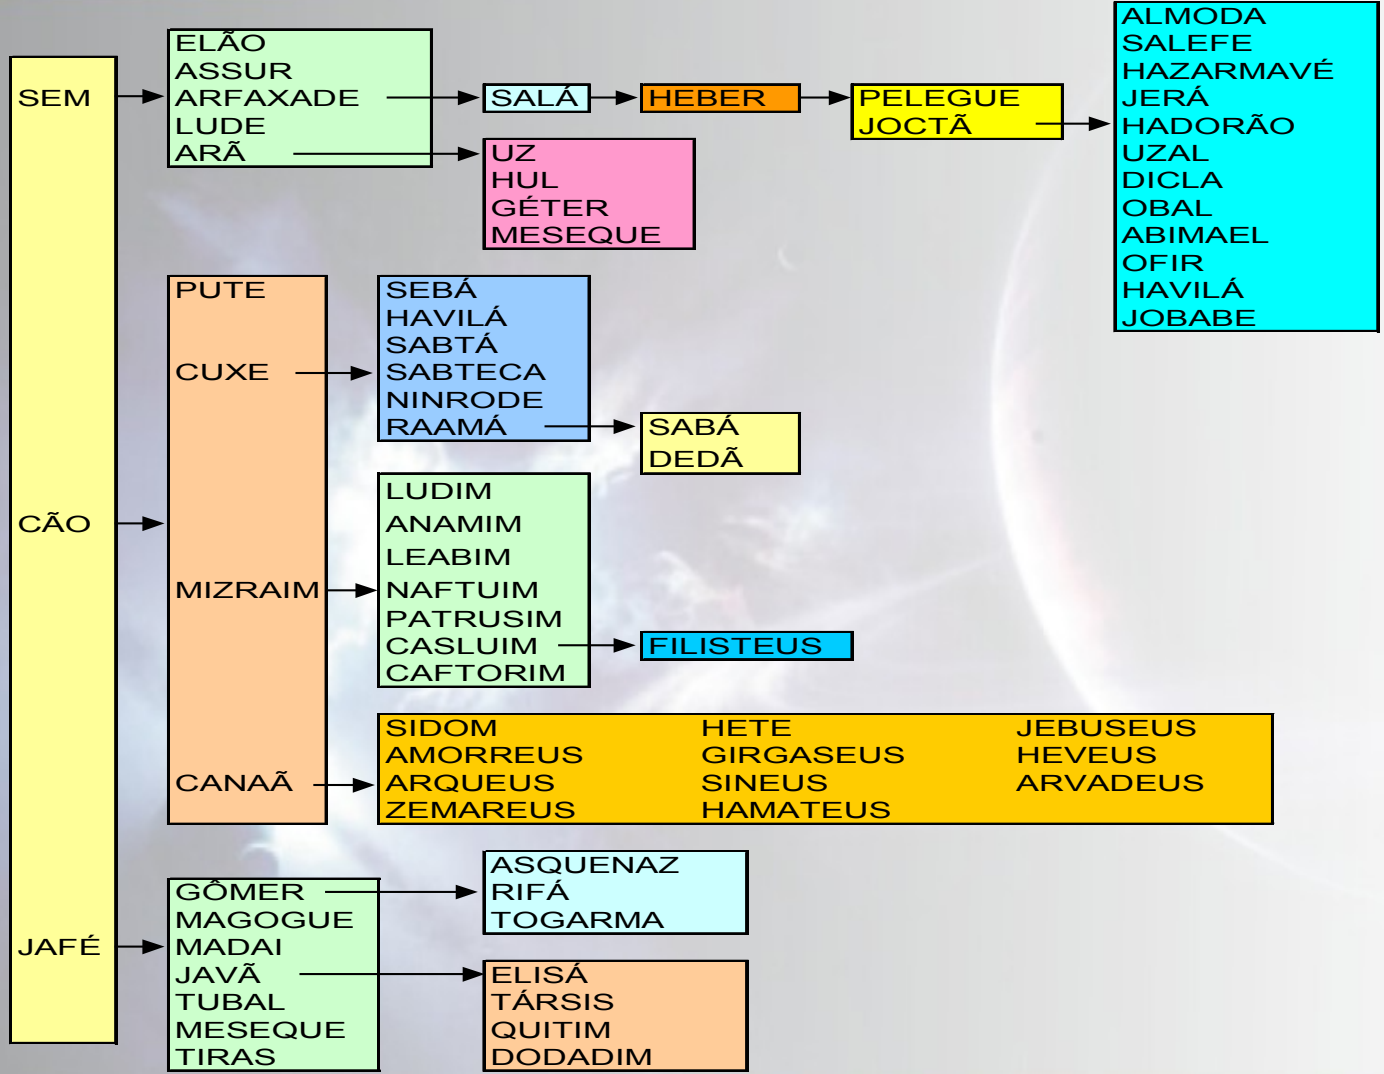 SEM
CÃO
JAFÉ
ELÃO
ASSUR
ARFAXADE
LUDE
ARÃ
SALÁ
HEBER
PELEGUE
JOCTÃ
ALMODA
SALEFE
HAZARMAVÉ
JERÁ
HADORÃO
UZAL
DICLA
OBAL
ABIMAEL
OFIR
HAVILÁ
JOBABE
UZ
HUL
GÉTER
MESEQUE
PUTE
CUXE
MIZRAIM
CANAÃ
SEBÁ
HAVILÁ
SABTÁ
SABTECA
NINRODE
RAAMÁ
SABÁ
DEDÃ
LUDIM
ANAMIM
LEABIM
NAFTUIM
PATRUSIM
CASLUIM
CAFTORIM
FILISTEUS
SIDOM HETE JEBUSEUS
AMORREUS GIRGASEUS HEVEUS
ARQUEUS SINEUS ARVADEUS
ZEMAREUS HAMATEUS
GÔMER
MAGOGUE
MADAI
JAVÃ
TUBAL
MESEQUE
TIRAS
ASQUENAZ
RIFÁ
TOGARMA
ELISÁ
TÁRSIS
QUITIM
DODADIM